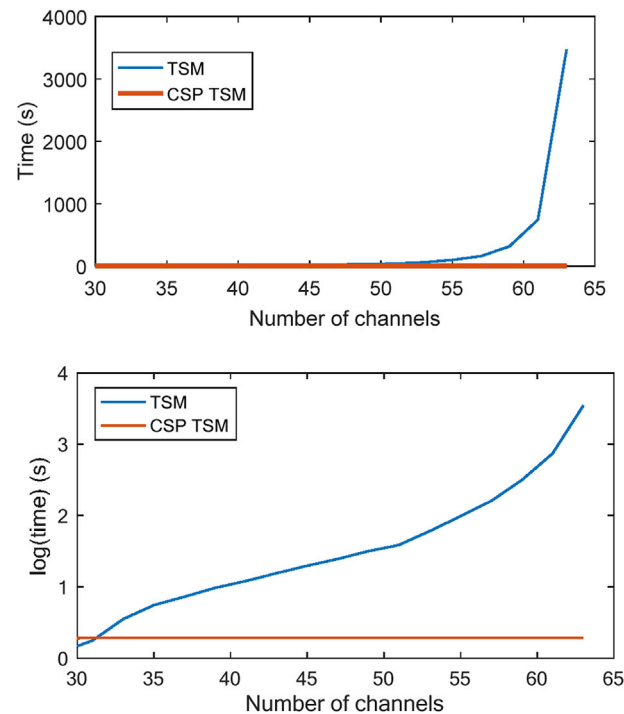 4000
3000
2000
1000
0
Time (s)
TSM
CSP TSM
30 35 40 45 50 55 60 65
Number of channels
4
3
2
1
0
log(time) (s)
TSM
CSP TSM
30 35 40 45 50 55 60 65
Number of channels